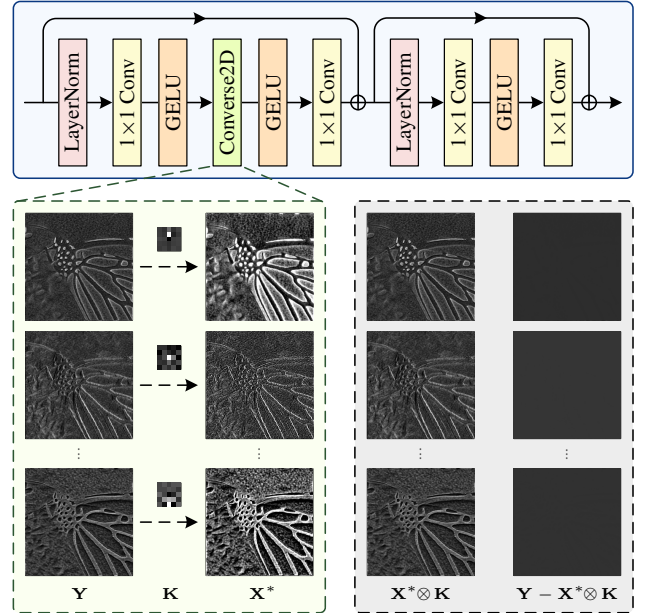 LayerNorm
1×1 Conv
GELU
Converse2D
GELU
1×1 Conv
LayerNorm
1×1 Conv
GELU
1×1 Conv
⋮ ⋮ ⋮ ⋮
Y K X* X*⊗K Y − X*⊗K